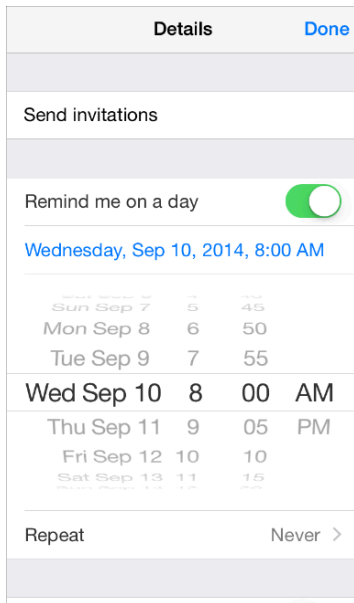 Details Done
Send invitations
Remind me on a day
Wednesday, Sep 10, 2014, 8:00 AM
Sun Sep 7 5 45
Mon Sep 8 6 50
Tue Sep 9 7 55
Wed Sep 10 8 00 AM
Thu Sep 11 9 05 PM
Fri Sep 12 10 10
Sat Sep 13 11 15
Repeat Never >